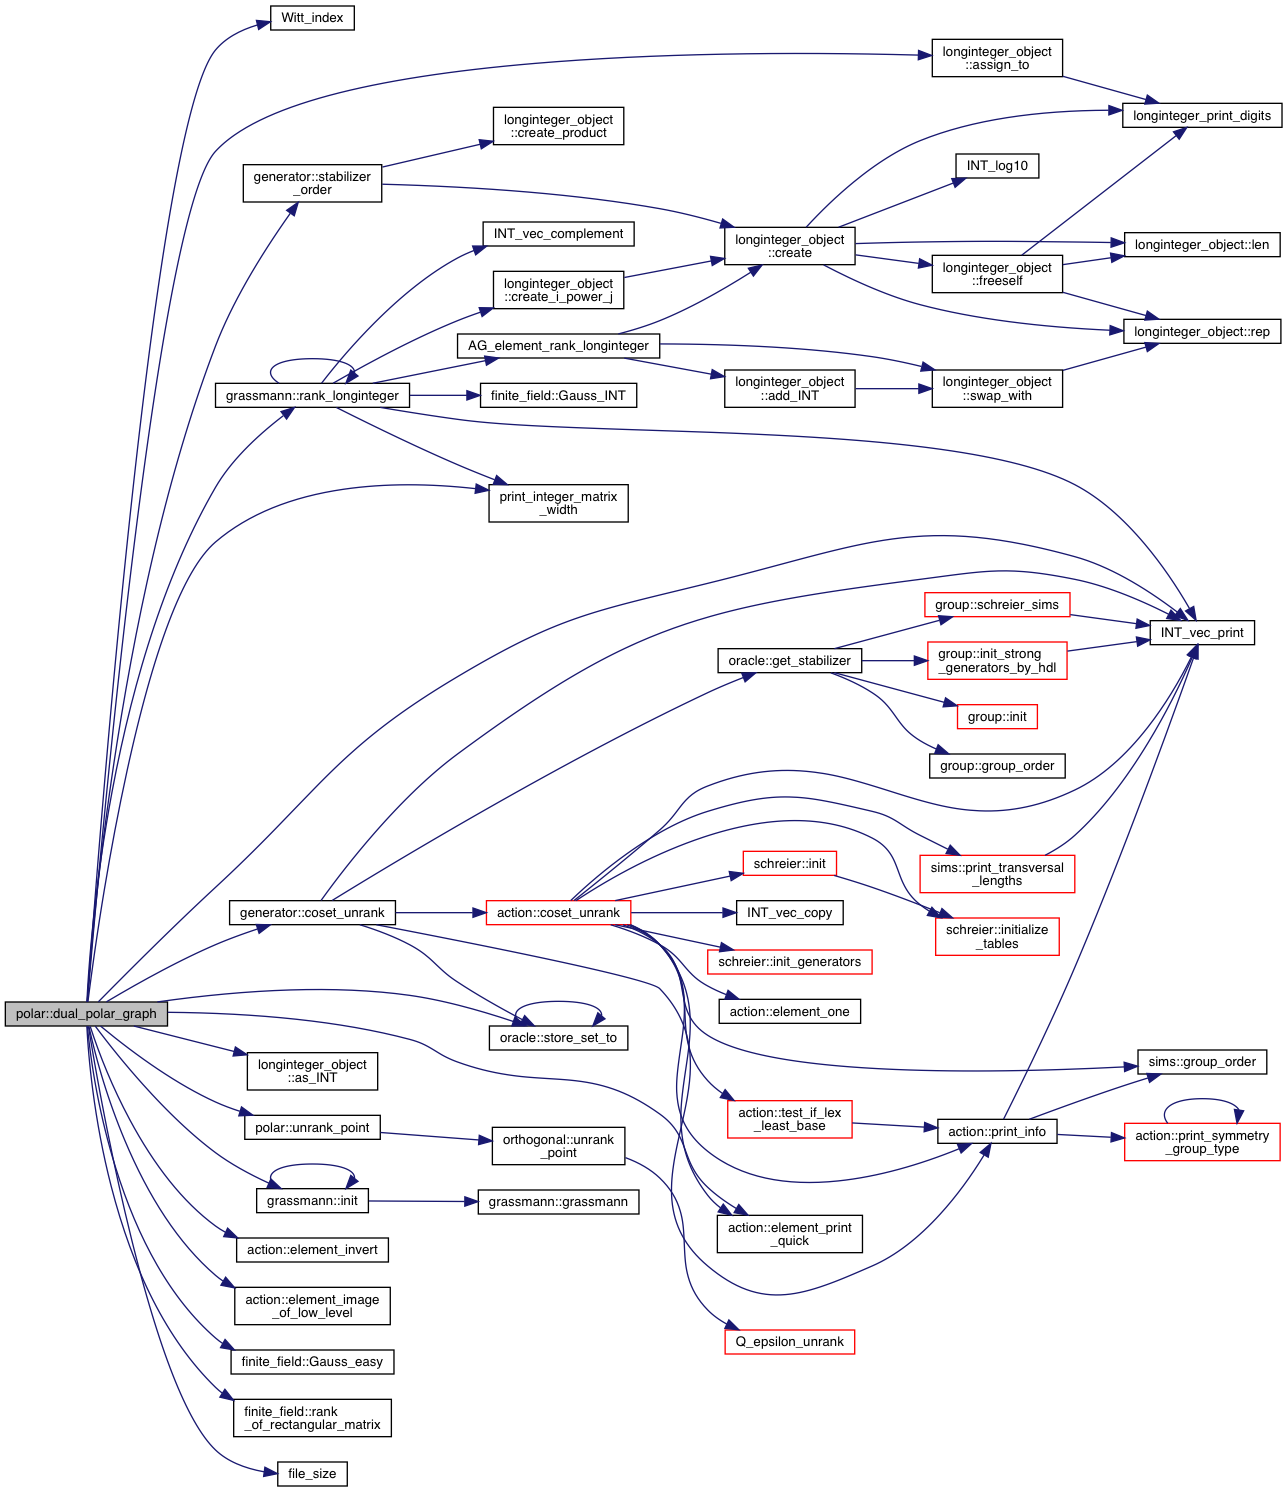 Witt_index
longinteger_object
::assign_to
longinteger_print_digits
longinteger_object
::create_product
INT_log10
generator::stabilizer
_order
INT_vec_complement
longinteger_object
::create
longinteger_object::len
longinteger_object
::freeself
longinteger_object
::create_i_power_j
longinteger_object::rep
AG_element_rank_longinteger
longinteger_object
::add_INT
longinteger_object
::swap_with
grassmann::rank_longinteger
finite_field::Gauss_INT
print_integer_matrix
_width
group::schreier_sims
INT_vec_print
oracle::get_stabilizer
group::init_strong
_generators_by_hdl
group::init
group::group_order
schreier::init
sims::print_transversal
_lengths
generator::coset_unrank
action::coset_unrank
INT_vec_copy
schreier::initialize
_tables
schreier::init_generators
polar::dual_polar_graph
action::element_one
oracle::store_set_to
longinteger_object
::as_INT
sims::group_order
polar::unrank_point
action::test_if_lex
_least_base
action::print_info
action::print_symmetry
_group_type
orthogonal::unrank
_point
grassmann::init
grassmann::grassmann
action::element_print
_quick
action::element_invert
action::element_image
_of_low_level
Q_epsilon_unrank
finite_field::Gauss_easy
finite_field::rank
_of_rectangular_matrix
file_size